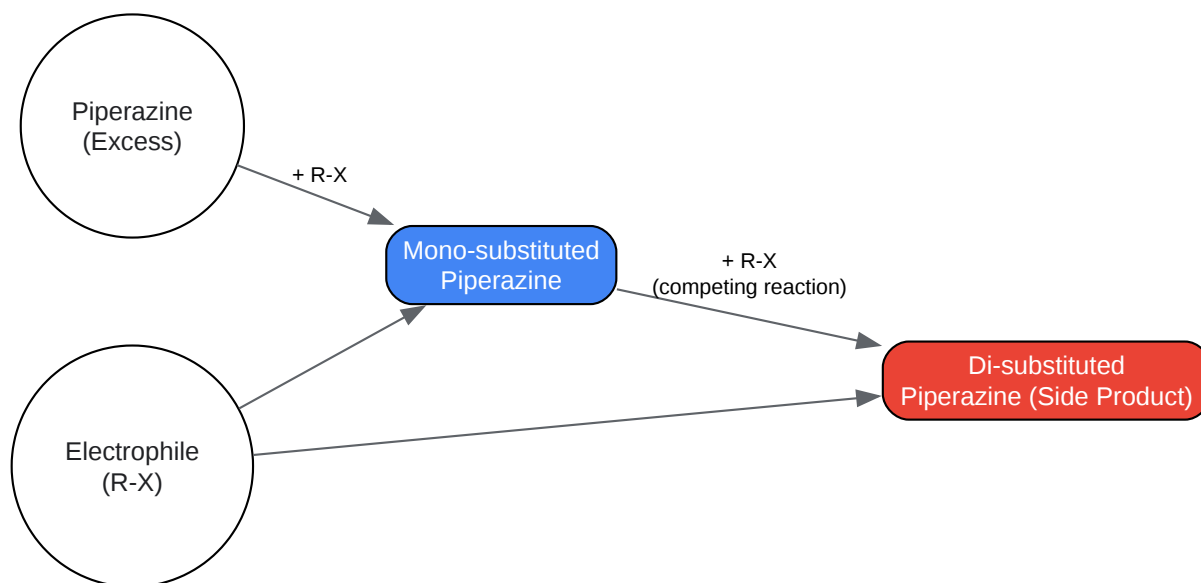 Piperazine
(Excess)
+ R-X
Mono-substituted
Piperazine
+ R-X
(competing reaction)
Di-substituted
Piperazine (Side Product)
Electrophile
(R-X)